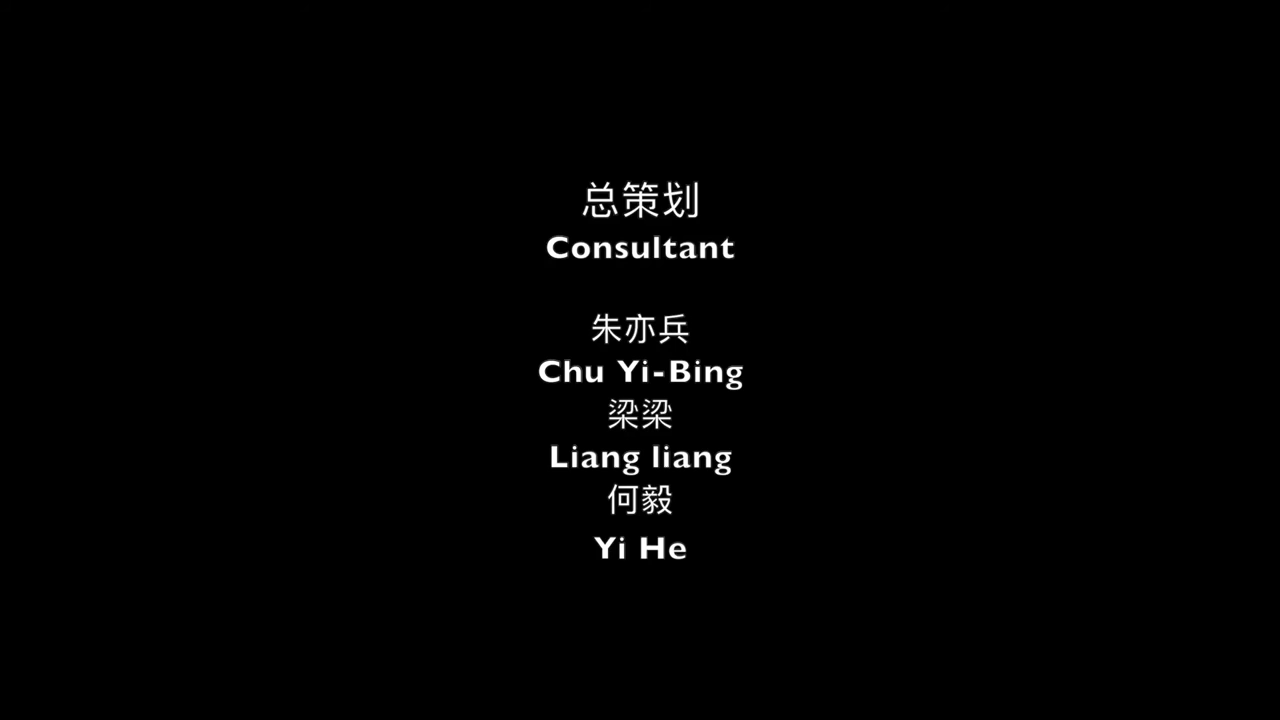 总策划
Consultant
朱亦兵
Chu Yi-Bing
梁梁
Liang liang
何毅
Yi He